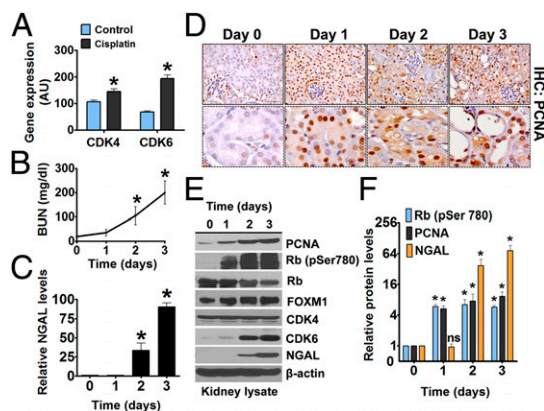 A
Control
Cisplatin
Gene expression
(AU)
300
200
100
0
*
*
CDK4
CDK6
B
BUN (mg/dl)
300
200
100
0
*
*
0 1 2 3
Time (days)
C
Relative NGAL levels
100
75
50
25
0
*
*
0 1 2 3
Time (days)
D
Day 0
Day 1
Day 2
Day 3
IHC: PCNA
E
Time (days)
0 1 2 3
PCNA
Rb (pSer780)
Rb
FOXM1
CDK4
CDK6
NGAL
β-actin
Kidney lysate
F
Rb (pSer 780)
PCNA
NGAL
Relative protein levels
256
64
16
4
1
* * ns
* * *
* * *
0 1 2 3
Time (days)